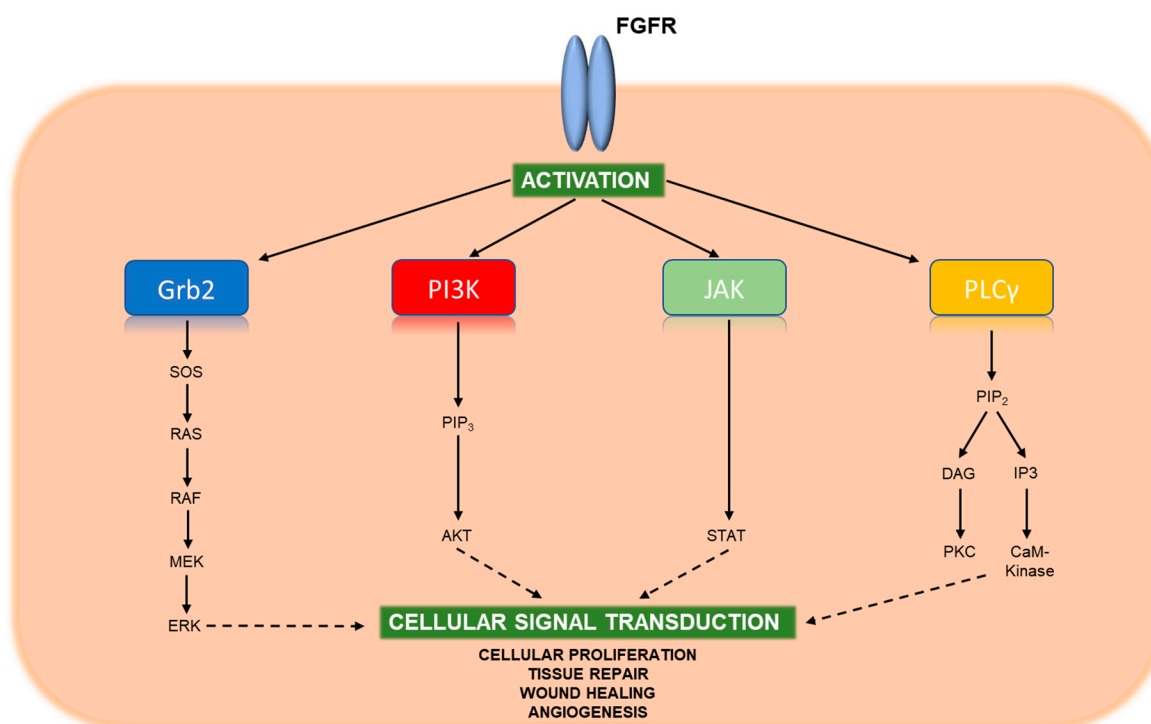 FGFR
ACTIVATION
Grb2
PI3K
JAK
PLCγ
SOS
RAS
RAF
MEK
ERK
PIP₃
AKT
STAT
PIP₂
DAG
IP3
PKC
CaM-
Kinase
CELLULAR SIGNAL TRANSDUCTION
CELLULAR PROLIFERATION
TISSUE REPAIR
WOUND HEALING
ANGIOGENESIS